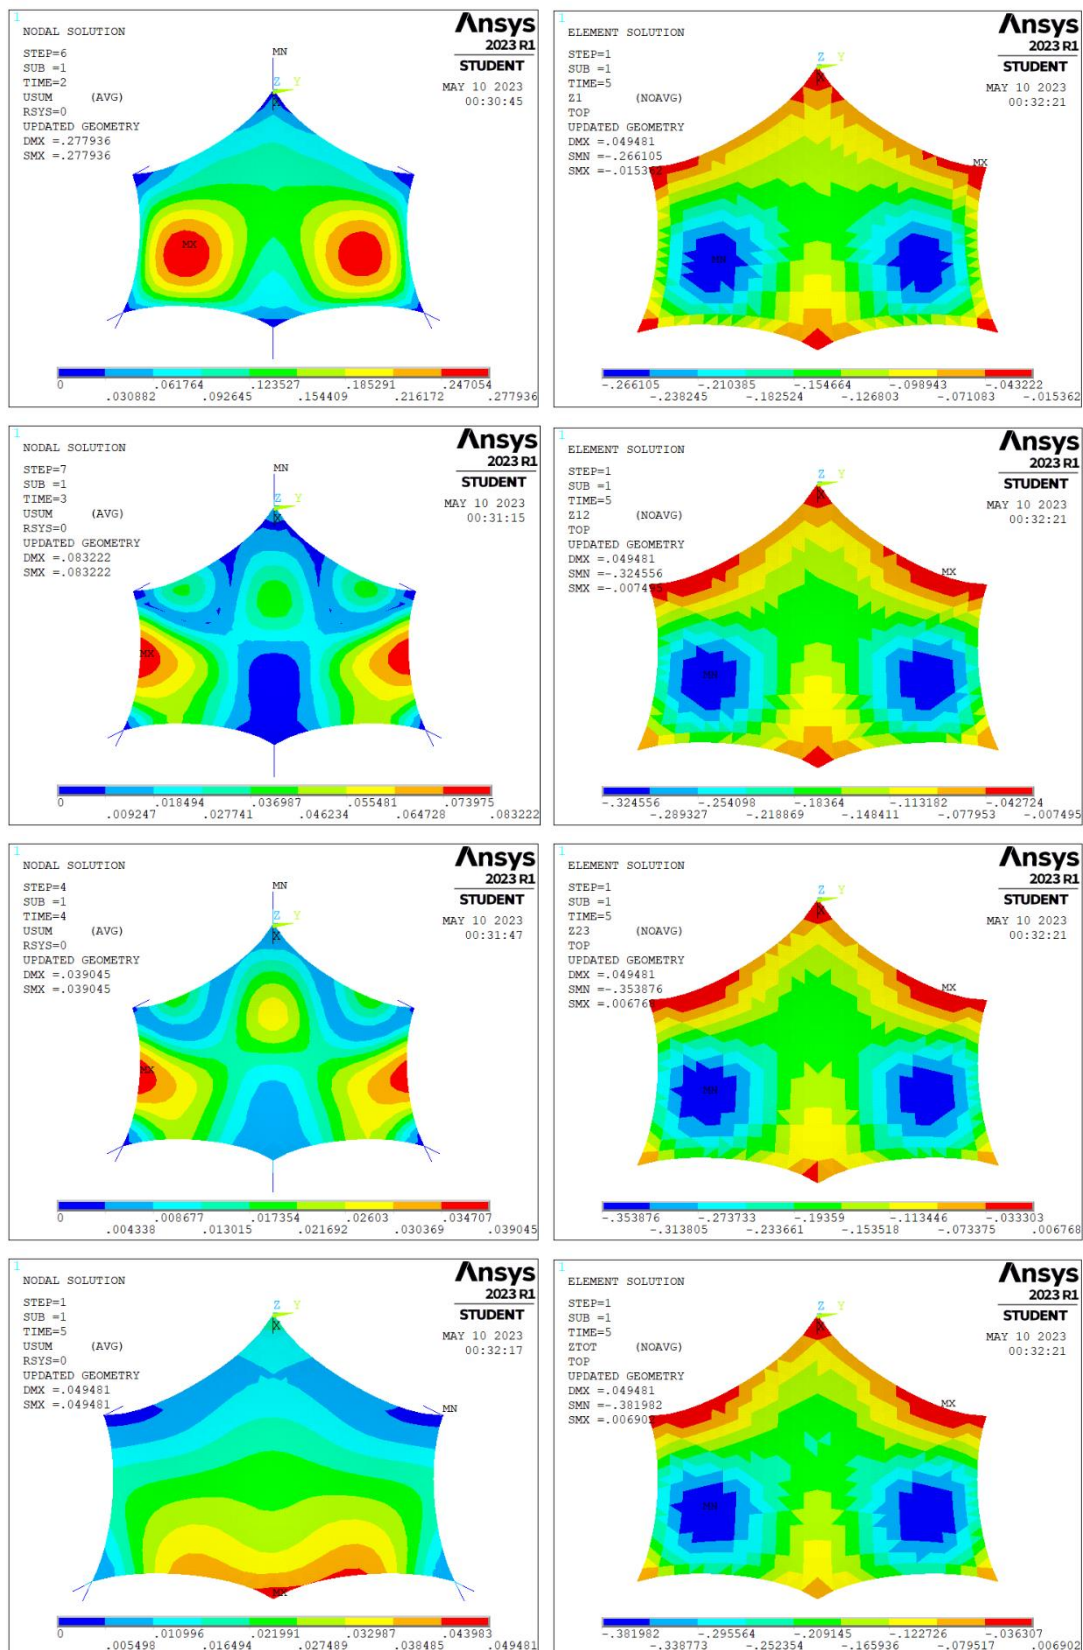 1
NODAL SOLUTION
STEP=6
SUB =1
TIME=2
USUM (AVG)
RSYS=0
UPDATED GEOMETRY
DMX =.277936
SMX =.277936
Ansys
2023 R1
STUDENT
MAY 10 2023
00:30:45
MN
Z Y
X
MX
0 .061764 .123527 .185291 .247054
.030882 .092645 .154409 .216172 .277936
1
ELEMENT SOLUTION
STEP=1
SUB =1
TIME=5
Z1 (NOAVG)
TOP
UPDATED GEOMETRY
DMX =.049481
SMN =-.266105
SMX =-.015362
Ansys
2023 R1
STUDENT
MAY 10 2023
00:32:21
Z Y
X
MX
MN
-.266105 -.210385 -.154664 -.098943 -.043222
-.238245 -.182524 -.126803 -.071083 -.015362
1
NODAL SOLUTION
STEP=7
SUB =1
TIME=3
USUM (AVG)
RSYS=0
UPDATED GEOMETRY
DMX =.083222
SMX =.083222
Ansys
2023 R1
STUDENT
MAY 10 2023
00:31:15
MN
Z Y
X
MX
0 .018494 .036987 .055481 .073975
.009247 .027741 .046234 .064728 .083222
1
ELEMENT SOLUTION
STEP=1
SUB =1
TIME=5
Z12 (NOAVG)
TOP
UPDATED GEOMETRY
DMX =.049481
SMN =-.324556
SMX =-.007495
Ansys
2023 R1
STUDENT
MAY 10 2023
00:32:21
Z Y
X
MX
MN
-.324556 -.254098 -.18364 -.113182 -.042724
-.289327 -.218869 -.148411 -.077953 -.007495
1
NODAL SOLUTION
STEP=4
SUB =1
TIME=4
USUM (AVG)
RSYS=0
UPDATED GEOMETRY
DMX =.039045
SMX =.039045
Ansys
2023 R1
STUDENT
MAY 10 2023
00:31:47
MN
Z Y
X
MX
0 .008677 .017354 .02603 .034707
.004338 .013015 .021692 .030369 .039045
1
ELEMENT SOLUTION
STEP=1
SUB =1
TIME=5
Z23 (NOAVG)
TOP
UPDATED GEOMETRY
DMX =.049481
SMN =-.353876
SMX =.006768
Ansys
2023 R1
STUDENT
MAY 10 2023
00:32:21
Z Y
X
MX
MN
-.353876 -.273733 -.19359 -.113446 -.033303
-.313805 -.233661 -.153518 -.073375 .006768
1
NODAL SOLUTION
STEP=1
SUB =1
TIME=5
USUM (AVG)
RSYS=0
UPDATED GEOMETRY
DMX =.049481
SMX =.049481
Ansys
2023 R1
STUDENT
MAY 10 2023
00:32:17
Z Y
X
MN
MX
0 .010996 .021991 .032987 .043983
.005498 .016494 .027489 .038485 .049481
1
ELEMENT SOLUTION
STEP=1
SUB =1
TIME=5
ZTOT (NOAVG)
TOP
UPDATED GEOMETRY
DMX =.049481
SMN =-.381982
SMX =.006902
Ansys
2023 R1
STUDENT
MAY 10 2023
00:32:21
Z Y
X
MX
MN
-.381982 -.295564 -.209145 -.122726 -.036307
-.338773 -.252354 -.165936 -.079517 .006902